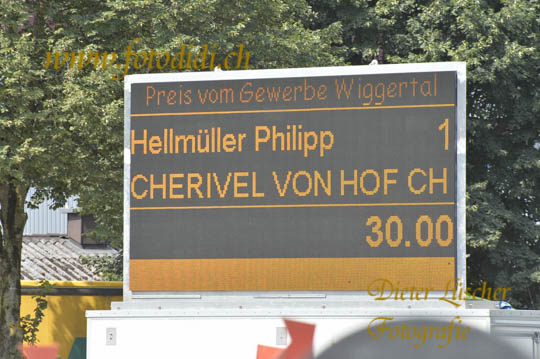 www.fotodidi.ch
Preis vom Gewerbe Wiggertal
Hellmüller Philipp 1
CHERIVEL VON HOF CH
30.00
Dieter Lüscher
Fotografie
2